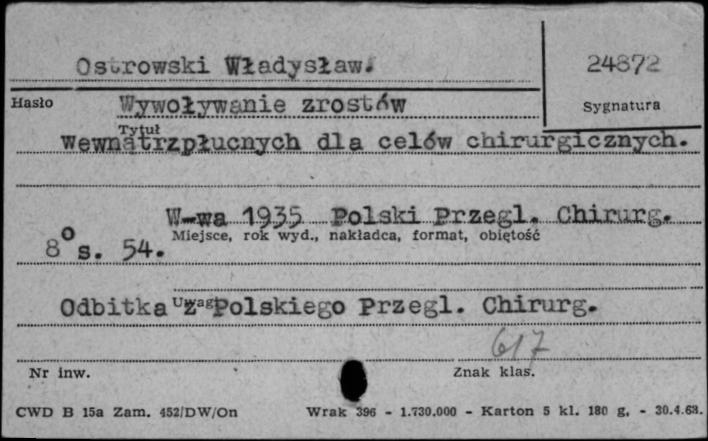 Ostrowski Władysław.
24872
Hasło
Wywoływanie zrostów
Sygnatura
Tytuł
wewnątrzpłucnych dla celów chirurgicznych.
W-wa 1935 Polski Przegl. Chirurg.
Miejsce, rok wyd., nakładca, format, obiętość
8° s. 54.
Uwagi
Odbitka z Polskiego Przegl. Chirurg.
617
Nr inw.
Znak klas.
CWD B 15a Zam. 452/DW/On Wrak 396 - 1.730.000 - Karton 5 kl. 180 g. - 30.4.68.